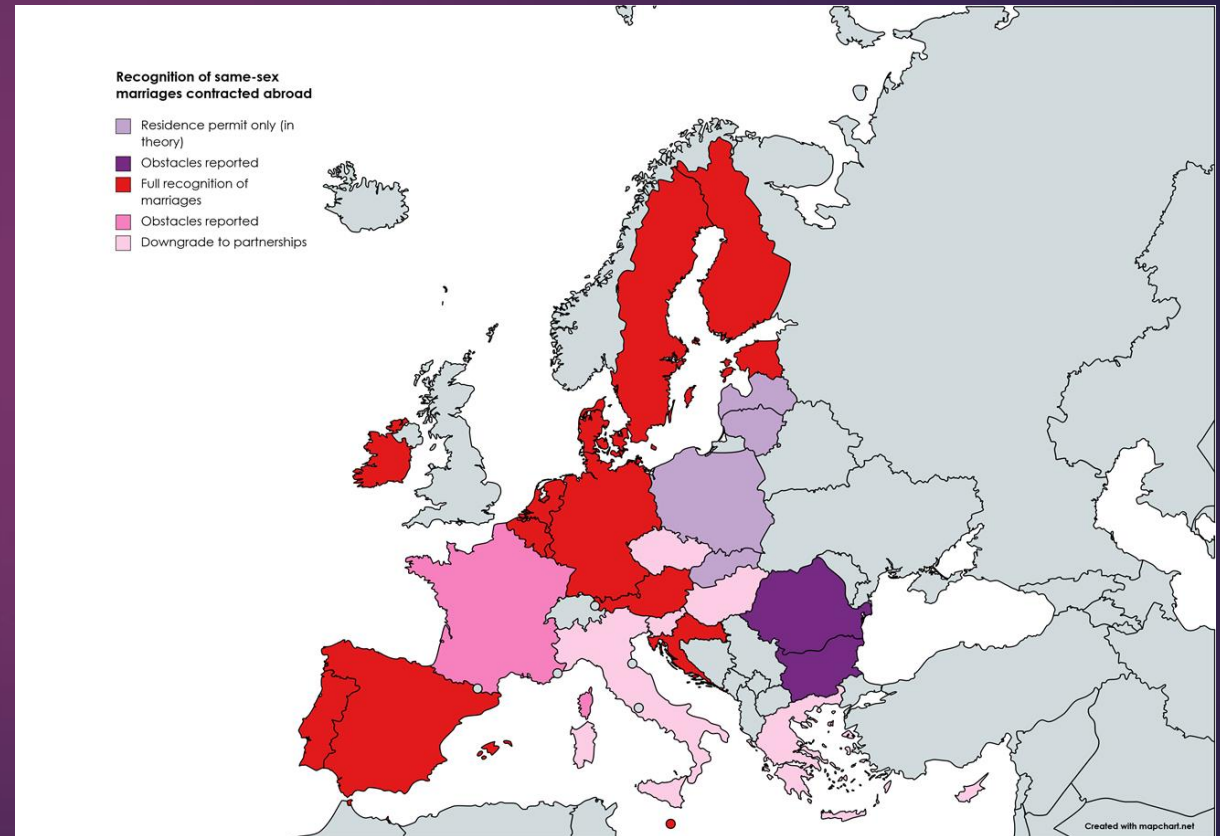 Recognition of same-sex
marriages contracted abroad
Residence permit only (in
theory)
Obstacles reported
Full recognition of
marriages
Obstacles reported
Downgrade to partnerships
Created with mapchart.net